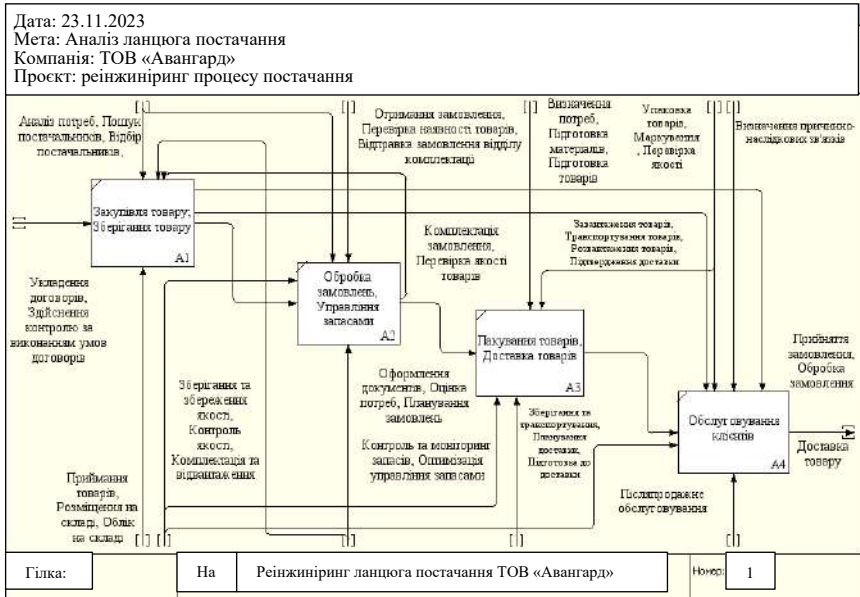 Дата: 23.11.2023
Мета: Аналіз ланцюга постачання
Компанія: ТОВ «Авангард»
Проєкт: реінжиніринг процесу постачання
Аналіз потреб, Пошук
постачальників, Відбір
постачальників,
Отримання замовлення,
Перевірка наявності товарів,
Відправка замовлення відділу
комплектації
Визначення
потреб,
Підготовка
матеріалів,
Підготовка
товарів
Упаковка
товарів,
Маркування
, Перевірка
якості
Визначення причинно-
наслідкових зв'язків
Закупівля товару;
Зберігання товару
A1
Комплектація
замовлення,
Перевірка якості
товарів
Завантаження товарів,
Транспортування товарів,
Розвантаження товарів,
Підтвердження доставки
Укладення
договорів,
Здійснення
контролю за
виконанням умов
договорів
Обробка
замовлень,
Управління
запасами
A2
Пакування товарів,
Доставка товарів
A3
Прийняття
замовлення,
Обробка
замовлення
Зберігання та
збереження
якості,
Контроль
якості,
Комплектація та
відвантаження
Оформлення
документів, Оцінка
потреб, Планування
замовлень
Контроль та моніторинг
запасів, Оптимізація
управління запасами
Зберігання та
транспортування,
Планування
доставки,
Підготовка до
доставки
Обслуговування
клієнтів
A4
Доставка
товару
Приймання
товарів,
Розміщення на
складі, Облік
на складі
Післяпродажне
обслуговування
Гілка:
На
Реінжиніринг ланцюга постачання ТОВ «Авангард»
Номер:
1